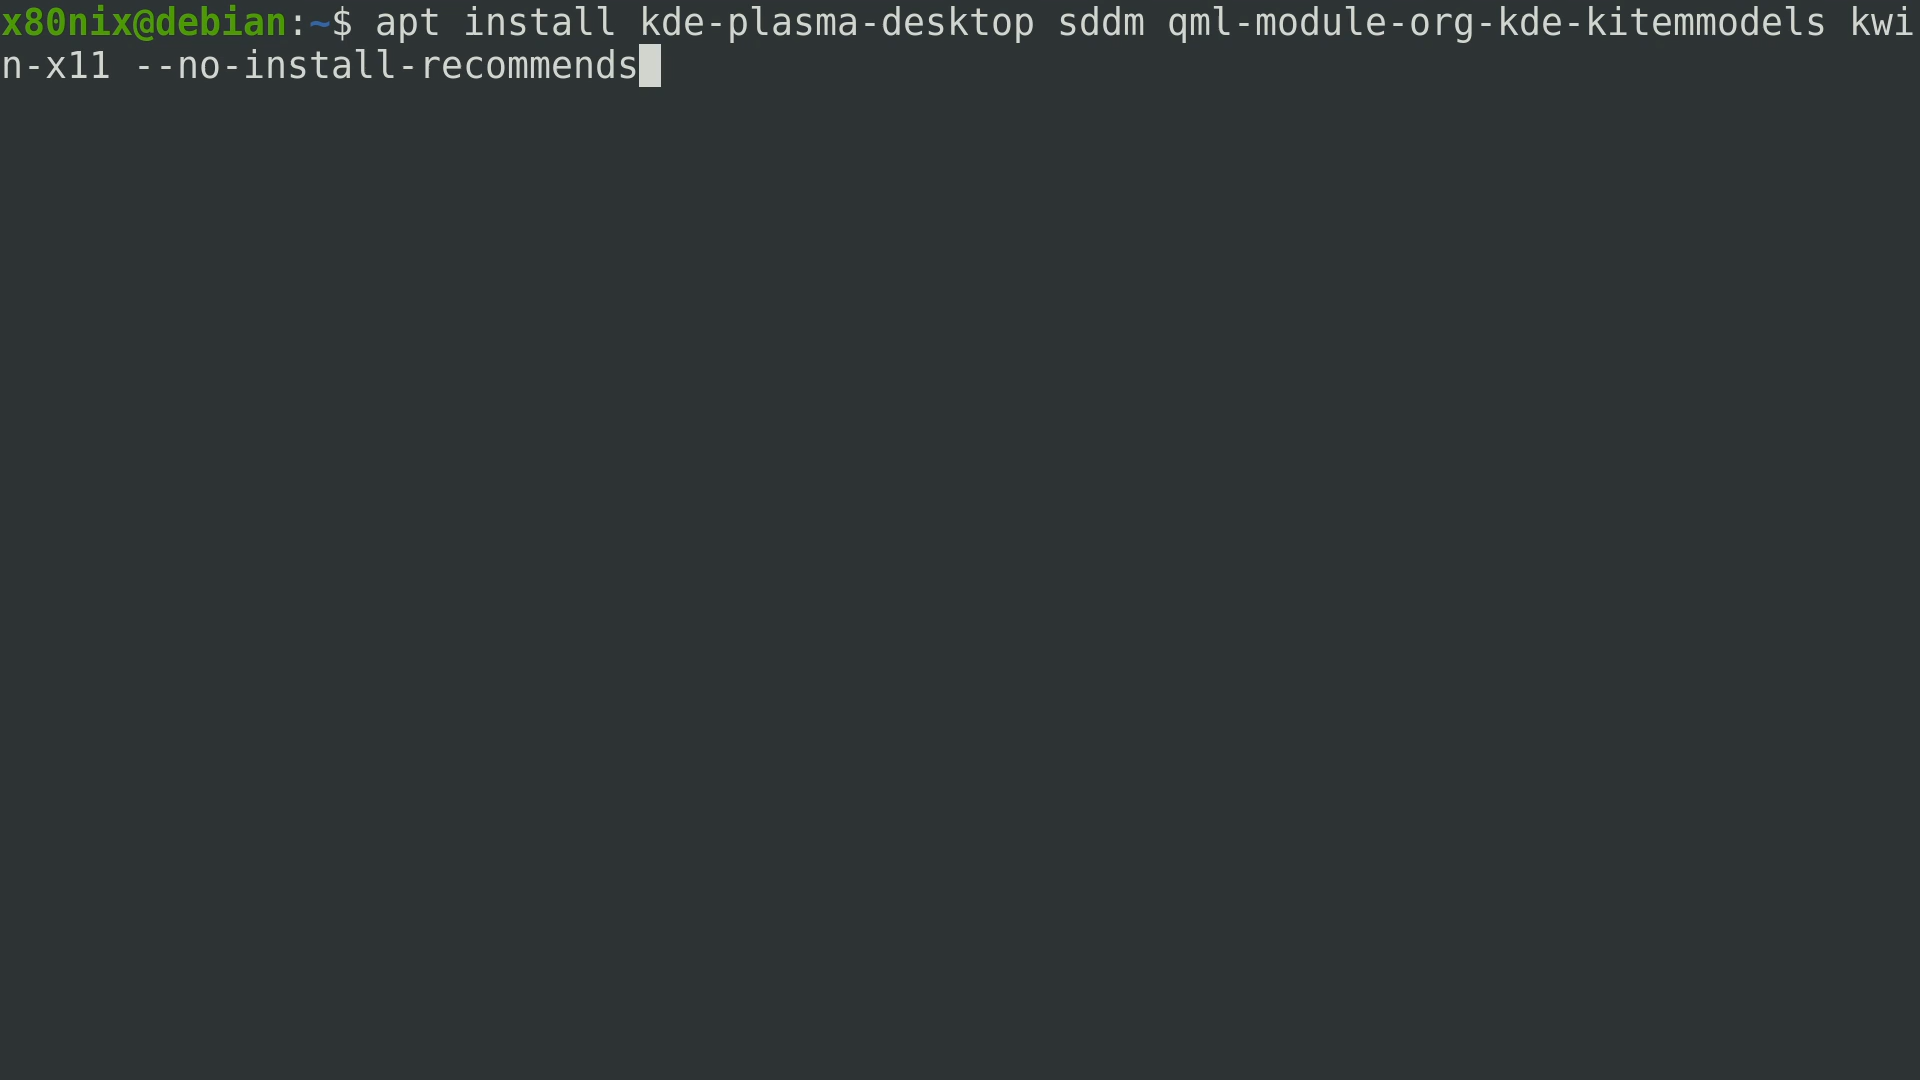 x80nix@debian:~$ apt install kde-plasma-desktop sddm qml-module-org-kde-kitemmodels kwi
n-x11 --no-install-recommends